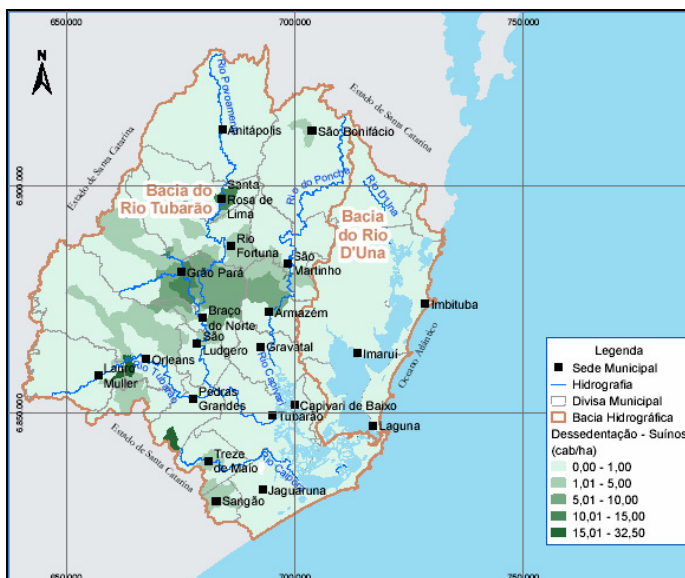 650.000
700.000
750.000
N
Rio Povoamento
Estado de Santa Catarina
Estado de Santa Catarina
Anitápolis
São Bonifácio
6.900.000
Rio do Ponche
Rio D'Una
Bacia do
Rio Tubarão
Santa
Rosa de
Lima
Bacia
do Rio
D'Una
Rio
Fortuna
São
Martinho
Grão Pará
Imbituba
Braço
do Norte
Armazém
São
Ludgero
Gravatal
Imaruí
Oceano Atlântico
Orleans
Lauro
Muller
Rio Tubarão
Rio Capivari
Pedras
Grandes
Capivari de Baixo
Tubarão
Laguna
6.850.000
Estado de Santa Catarina
Treze
de Maio
Jaguaruna
Sangão
Legenda
Sede Municipal
Hidrografia
Divisa Municipal
Bacia Hidrográfica
Dessedentação - Suínos
(cab/ha)
0,00 - 1,00
1,01 - 5,00
5,01 - 10,00
10,01 - 15,00
15,01 - 32,50
650.000
700.000
750.000